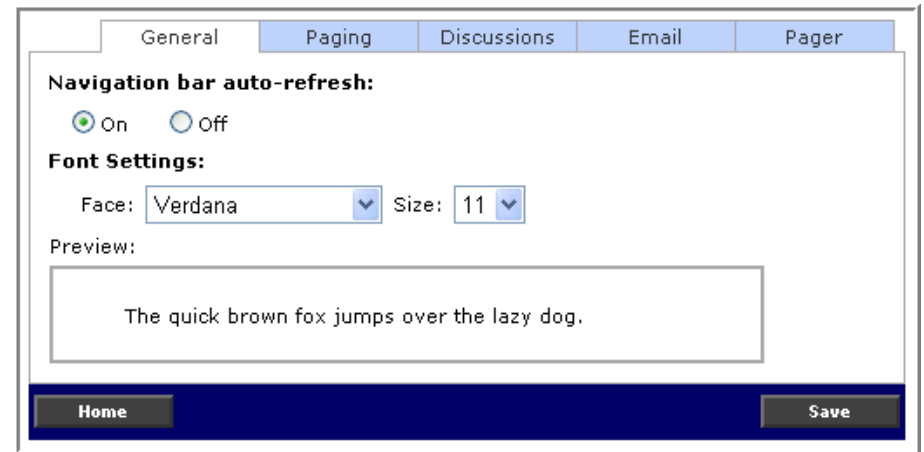 General Paging Discussions Email Pager
Navigation bar auto-refresh:
On Off
Font Settings:
Face: Verdana Size: 11
Preview:
The quick brown fox jumps over the lazy dog.
Home Save